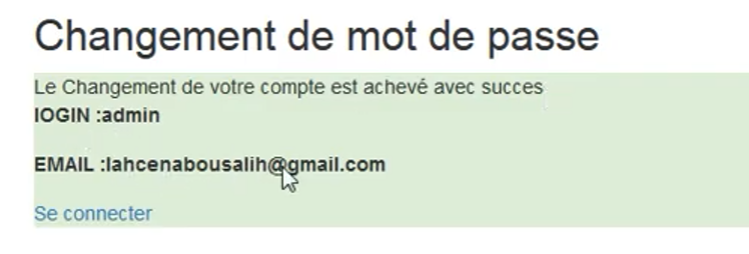 Changement de mot de passe
Le Changement de votre compte est achevé avec succes
lOGIN :admin
EMAIL :lahcenabousalih@gmail.com
Se connecter